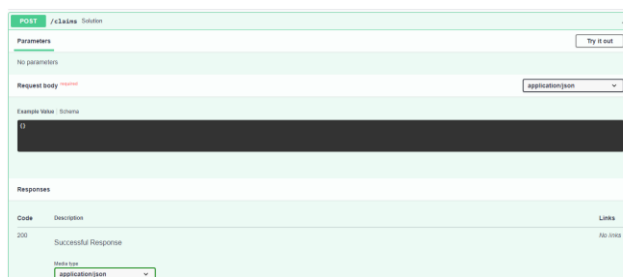 POST /claims Solution
Parameters Try it out
No parameters
Request body required application/json
Example Value Schema
{}
Responses
Code Description Links
200 Successful Response No links
Media type
application/json